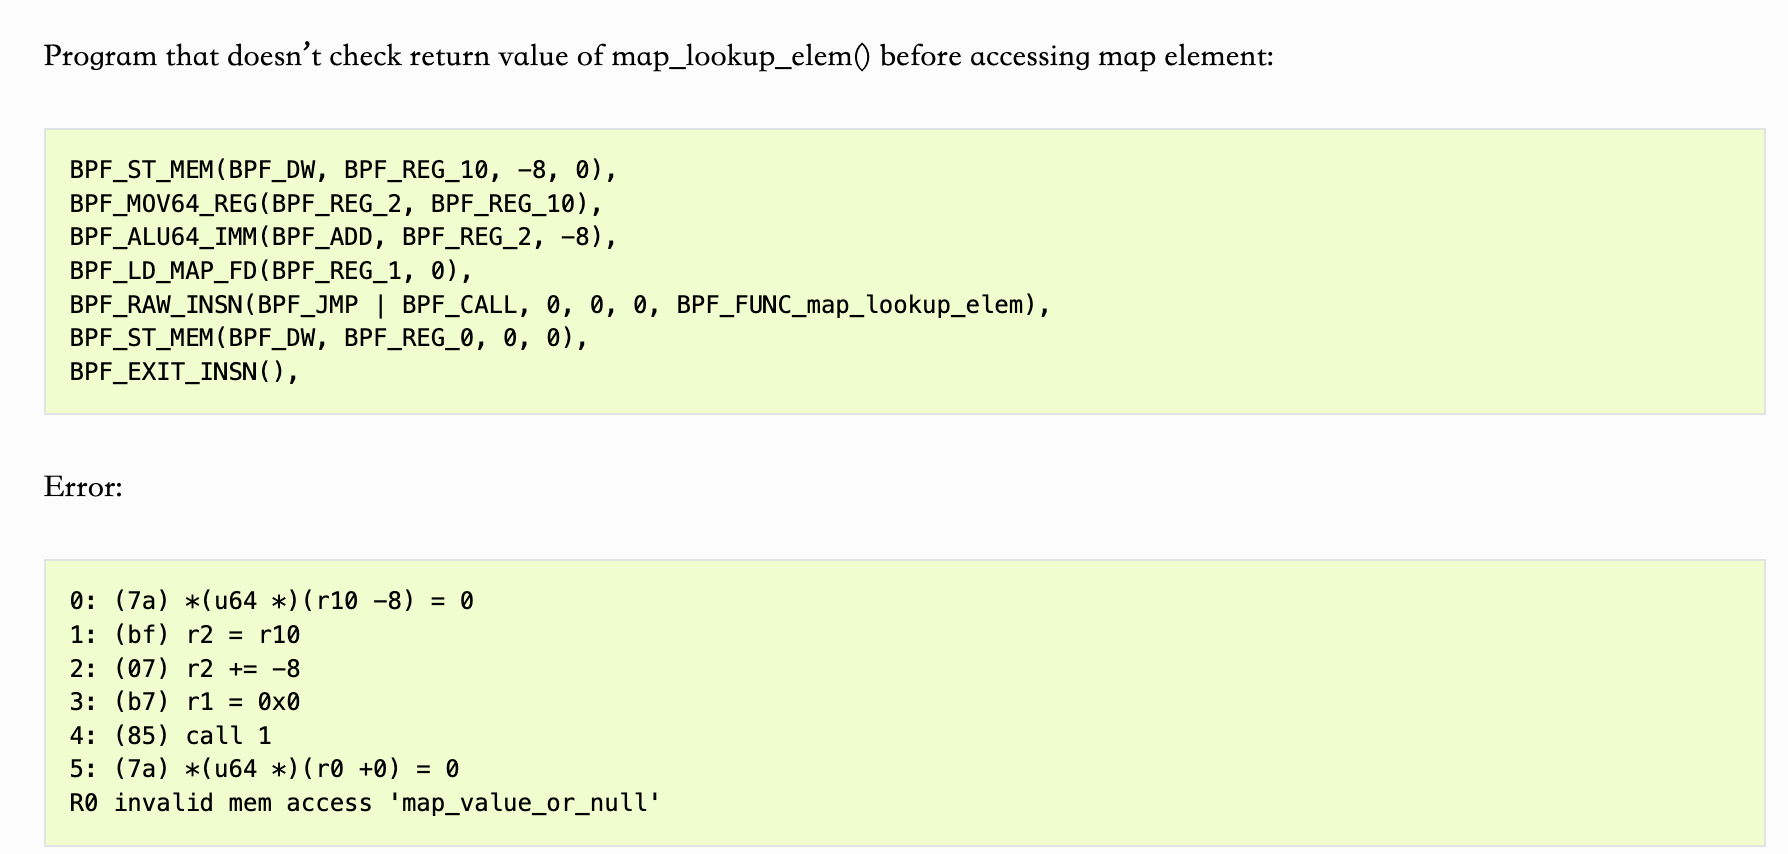 Program that doesn’t check return value of map_lookup_elem() before accessing map element:
BPF_ST_MEM(BPF_DW, BPF_REG_10, -8, 0),
BPF_MOV64_REG(BPF_REG_2, BPF_REG_10),
BPF_ALU64_IMM(BPF_ADD, BPF_REG_2, -8),
BPF_LD_MAP_FD(BPF_REG_1, 0),
BPF_RAW_INSN(BPF_JMP | BPF_CALL, 0, 0, 0, BPF_FUNC_map_lookup_elem),
BPF_ST_MEM(BPF_DW, BPF_REG_0, 0, 0),
BPF_EXIT_INSN(),
Error:
0: (7a) *(u64 *)(r10 -8) = 0
1: (bf) r2 = r10
2: (07) r2 += -8
3: (b7) r1 = 0x0
4: (85) call 1
5: (7a) *(u64 *)(r0 +0) = 0
R0 invalid mem access 'map_value_or_null'